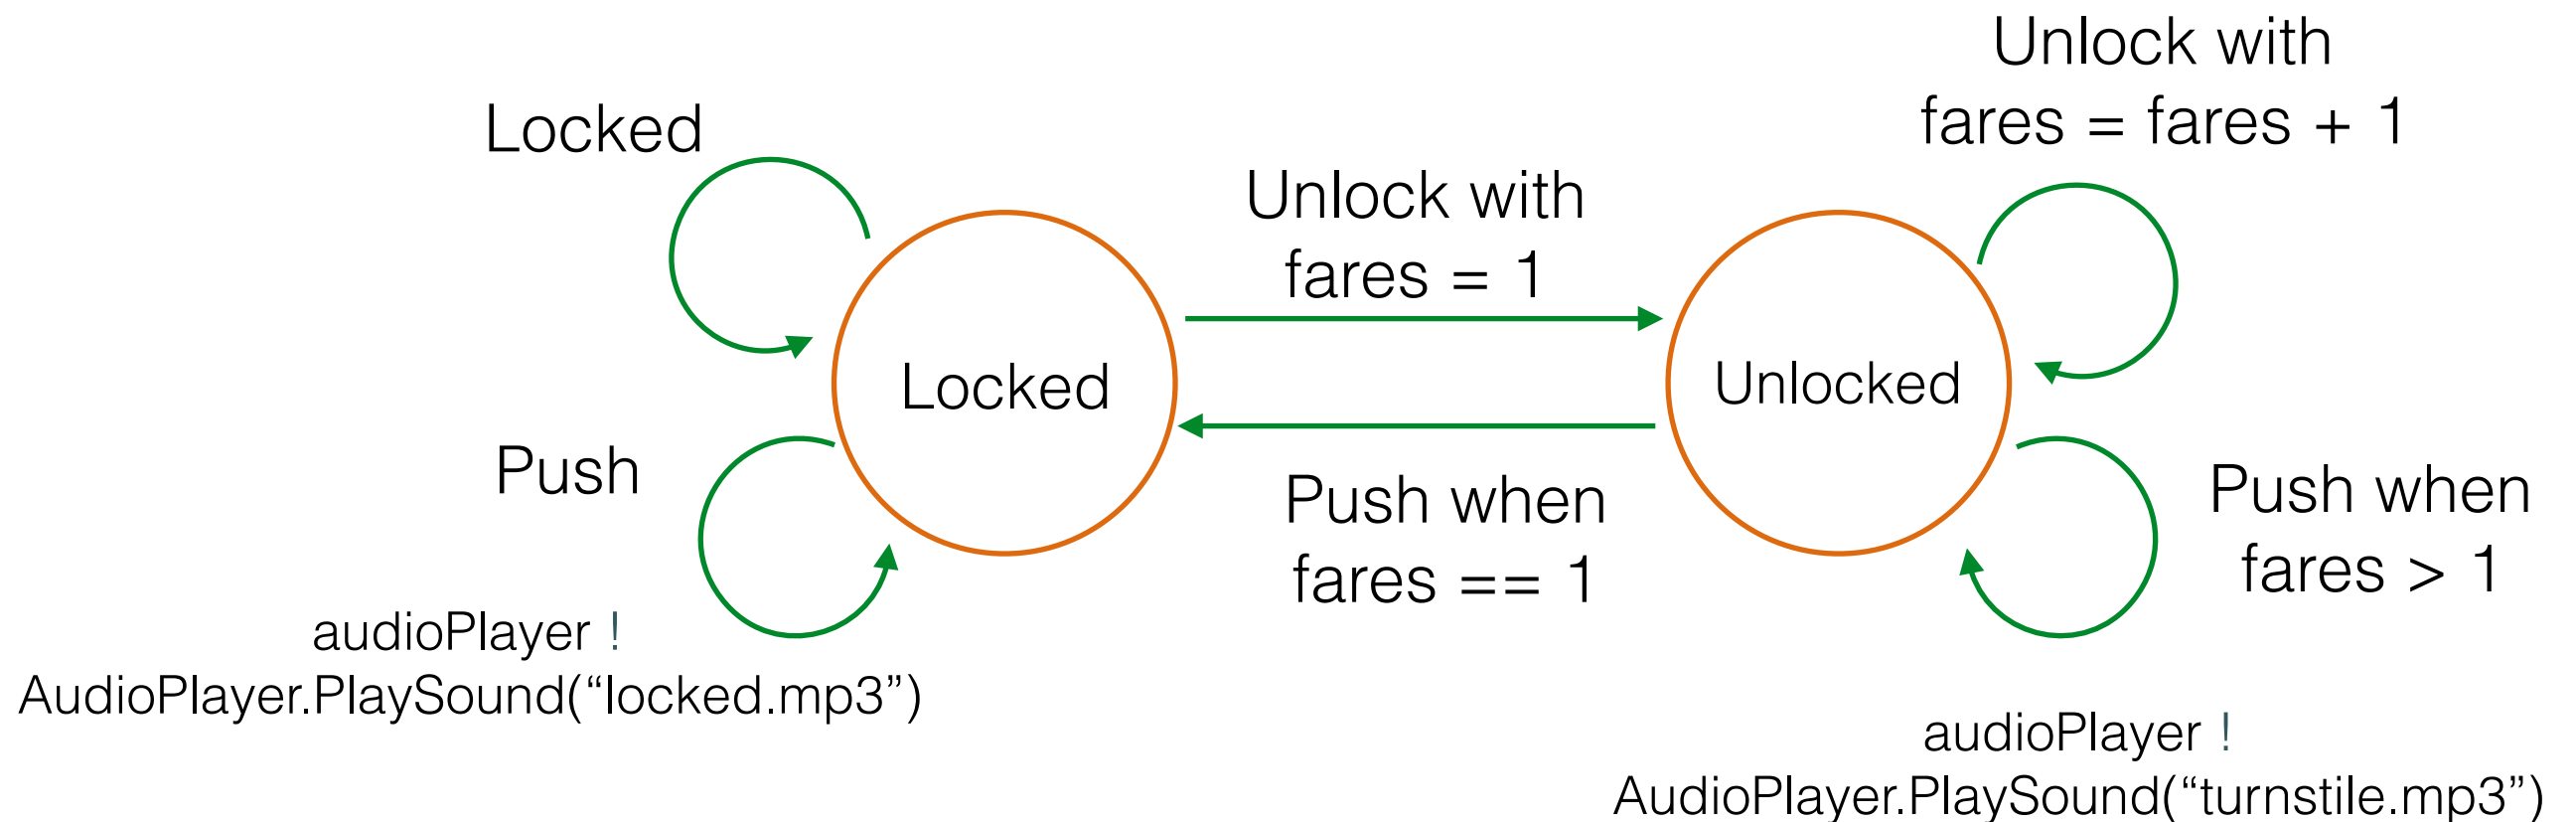 Unlock with
fares = fares + 1
Locked
Unlock with
fares = 1
Locked
Unlocked
Push
Push when
fares == 1
Push when
fares > 1
audioPlayer !
AudioPlayer.PlaySound(“locked.mp3”)
audioPlayer !
AudioPlayer.PlaySound(“turnstile.mp3”)